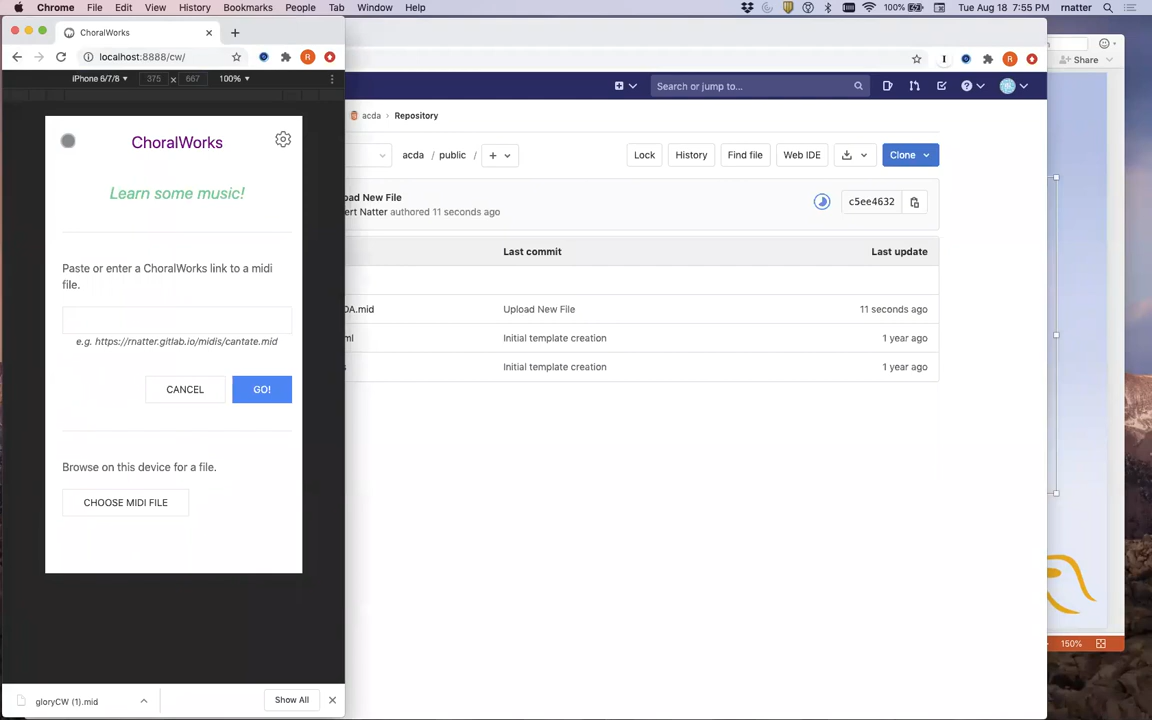 Chrome File Edit View History Bookmarks People Tab Window Help 100% Tue Aug 18 7:55 PM rnatter
ChoralWorks
localhost:8888/cw/
R
R
Share
iPhone 6/7/8 375 x 667 100%
Search or jump to...
acda > Repository
ChoralWorks
acda / public / +
Lock History Find file Web IDE Clone
Learn some music!
oad New File
ert Natter authored 11 seconds ago
c5ee4632
Last commit Last update
Paste or enter a ChoralWorks link to a midi
file.
DA.mid Upload New File 11 seconds ago
e.g. https://rnatter.gitlab.io/midis/cantate.mid
ml Initial template creation 1 year ago
Initial template creation 1 year ago
CANCEL GO!
Browse on this device for a file.
CHOOSE MIDI FILE
150%
gloryCW (1).mid Show All